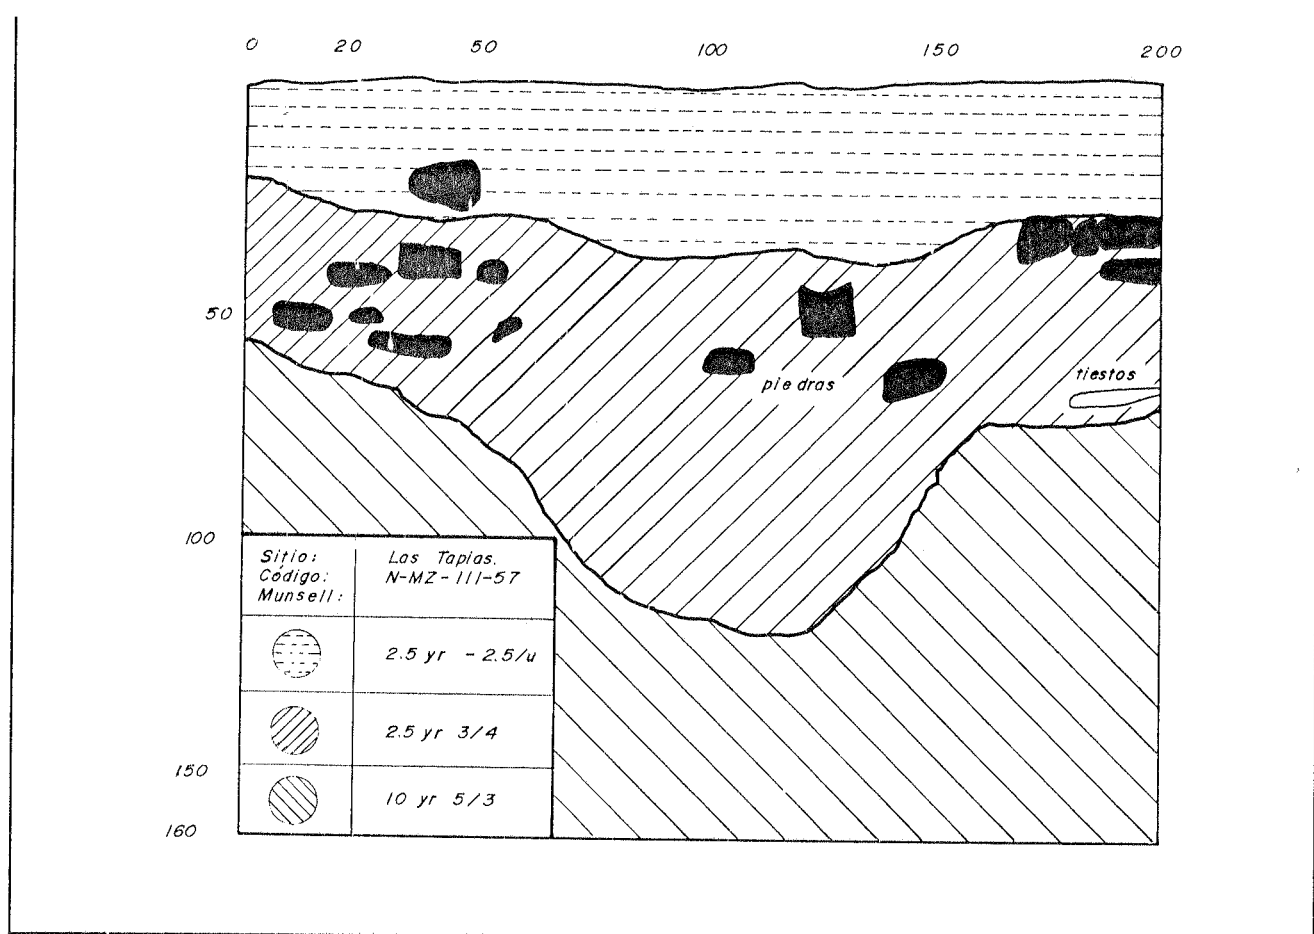 0 20 50 100 150 200
50
piedras
tiestos
100
Sitio: Las Tapias.
Código: N-MZ-111-57
Munsell:
2.5 yr - 2.5/u
2.5 yr 3/4
150
10 yr 5/3
160